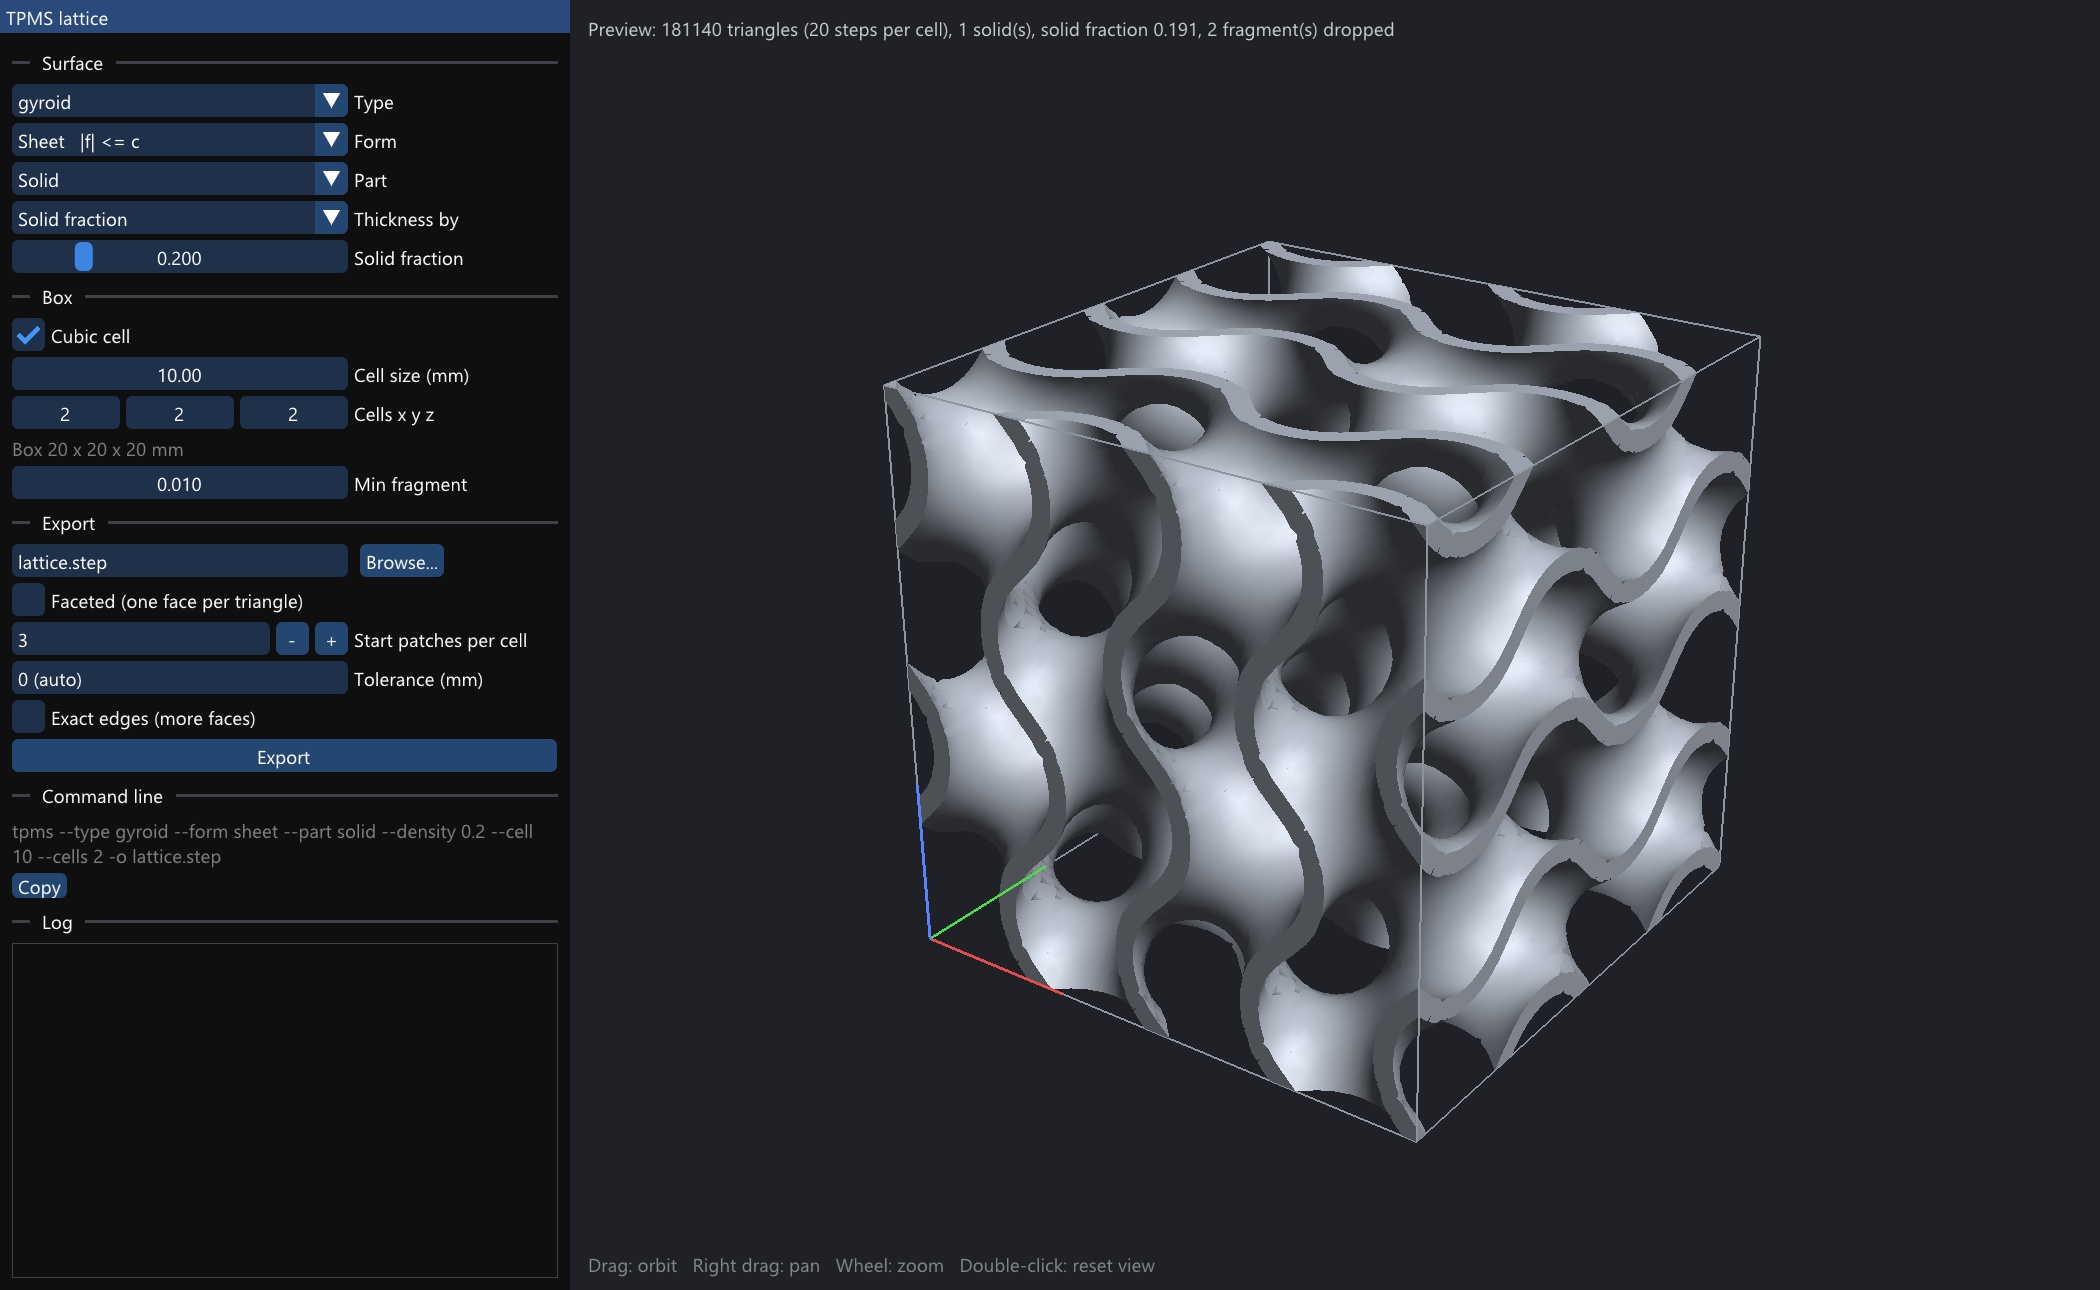 TPMS lattice
Preview: 181140 triangles (20 steps per cell), 1 solid(s), solid fraction 0.191, 2 fragment(s) dropped
Surface
gyroid Type
Sheet |f| <= c Form
Solid Part
Solid fraction Thickness by
0.200 Solid fraction
Box
Cubic cell
10.00 Cell size (mm)
2 2 2 Cells x y z
Box 20 x 20 x 20 mm
0.010 Min fragment
Export
lattice.step Browse...
Faceted (one face per triangle)
3 - + Start patches per cell
0 (auto) Tolerance (mm)
Exact edges (more faces)
Export
Command line
tpms --type gyroid --form sheet --part solid --density 0.2 --cell
10 --cells 2 -o lattice.step
Copy
Log
Drag: orbit Right drag: pan Wheel: zoom Double-click: reset view